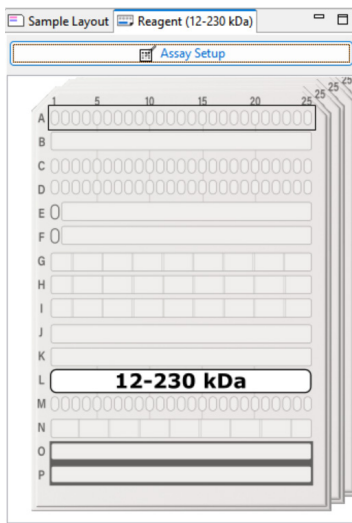 Sample Layout Reagent (12-230 kDa)
Assay Setup
25
25
25
1 5 10 15 20 25
A
B
C
D
E
F
G
H
I
J
K
L 12-230 kDa
M
N
O
P